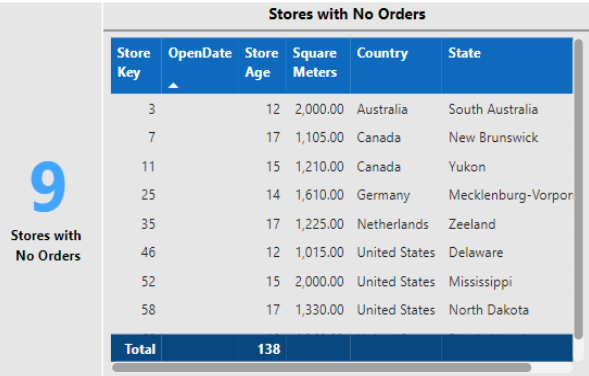 Stores with No Orders
Store Key OpenDate Store Age Square Meters Country State
3 12 2,000.00 Australia South Australia
7 17 1,105.00 Canada New Brunswick
11 15 1,210.00 Canada Yukon
25 14 1,610.00 Germany Mecklenburg-Vorpor
35 17 1,225.00 Netherlands Zeeland
46 12 1,015.00 United States Delaware
52 15 2,000.00 United States Mississippi
58 17 1,330.00 United States North Dakota
Total 138
9
Stores with
No Orders